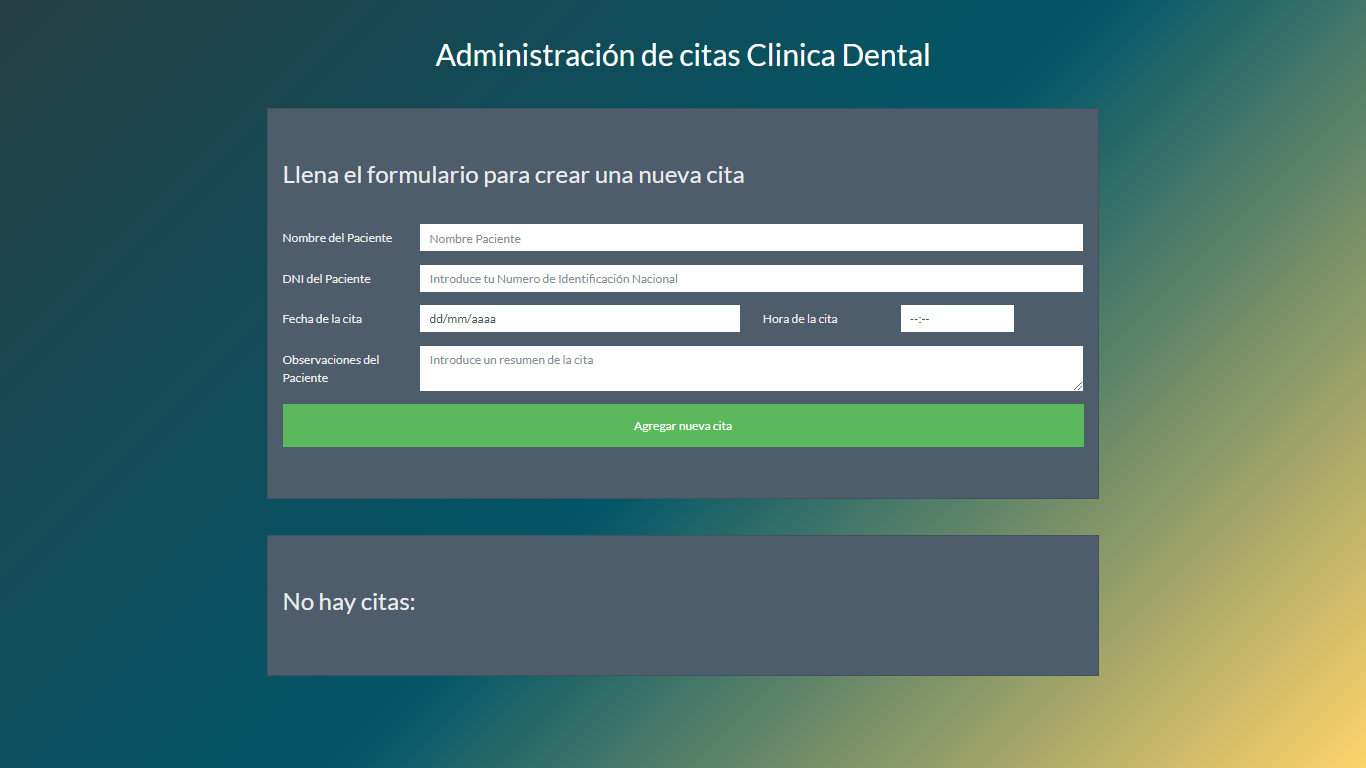 Administración de citas Clinica Dental
Llena el formulario para crear una nueva cita
Nombre del Paciente
Nombre Paciente
DNI del Paciente
Introduce tu Numero de Identificación Nacional
Fecha de la cita
dd/mm/aaaa
Hora de la cita
--:--
Observaciones del
Paciente
Introduce un resumen de la cita
Agregar nueva cita
No hay citas: